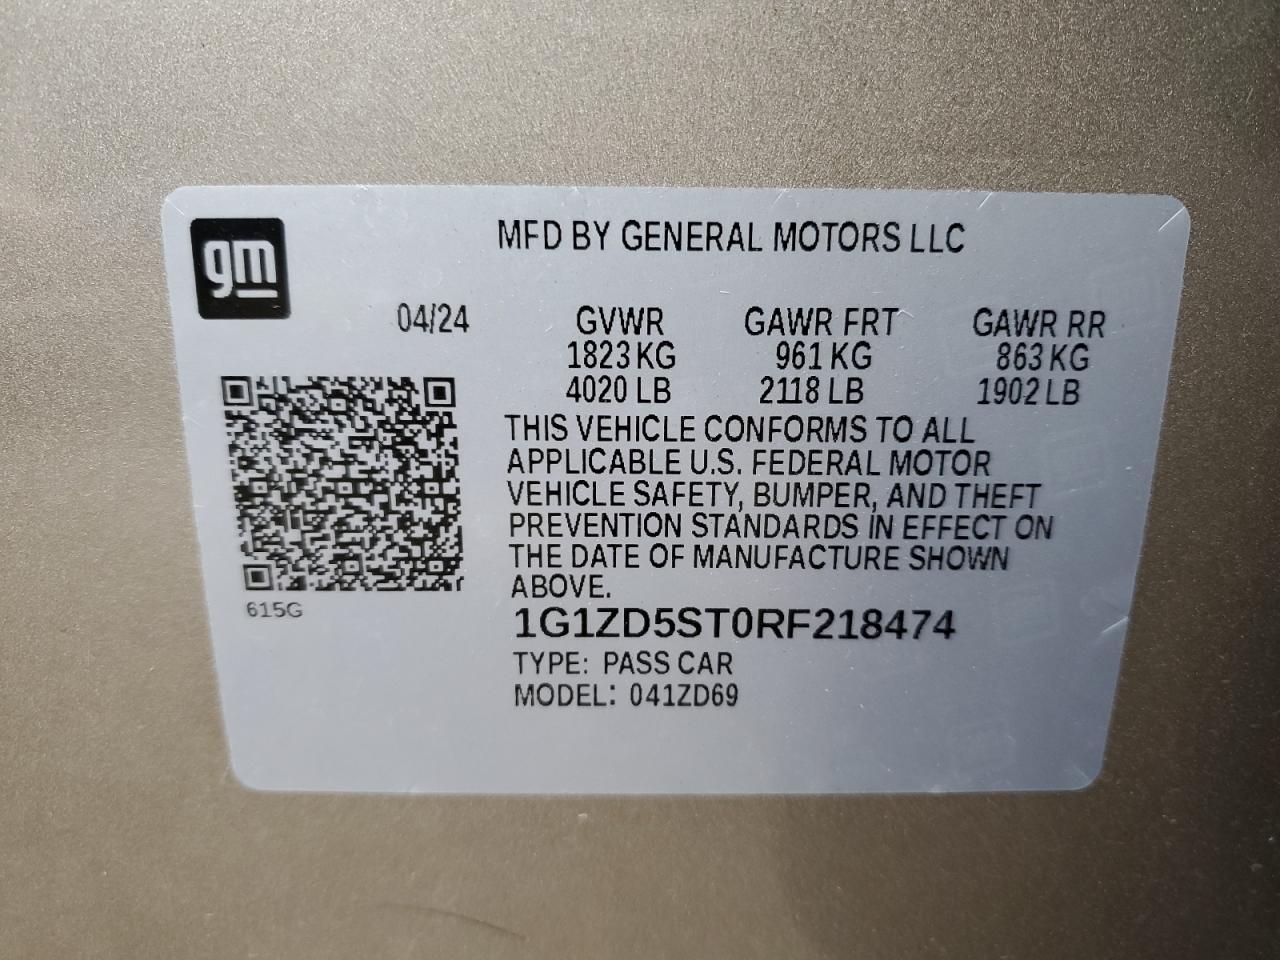 gm
MFD BY GENERAL MOTORS LLC
04/24 GVWR GAWR FRT GAWR RR
1823 KG 961 KG 863 KG
4020 LB 2118 LB 1902 LB
THIS VEHICLE CONFORMS TO ALL
APPLICABLE U.S. FEDERAL MOTOR
VEHICLE SAFETY, BUMPER, AND THEFT
PREVENTION STANDARDS IN EFFECT ON
THE DATE OF MANUFACTURE SHOWN
ABOVE.
615G
1G1ZD5ST0RF218474
TYPE: PASS CAR
MODEL: 041ZD69